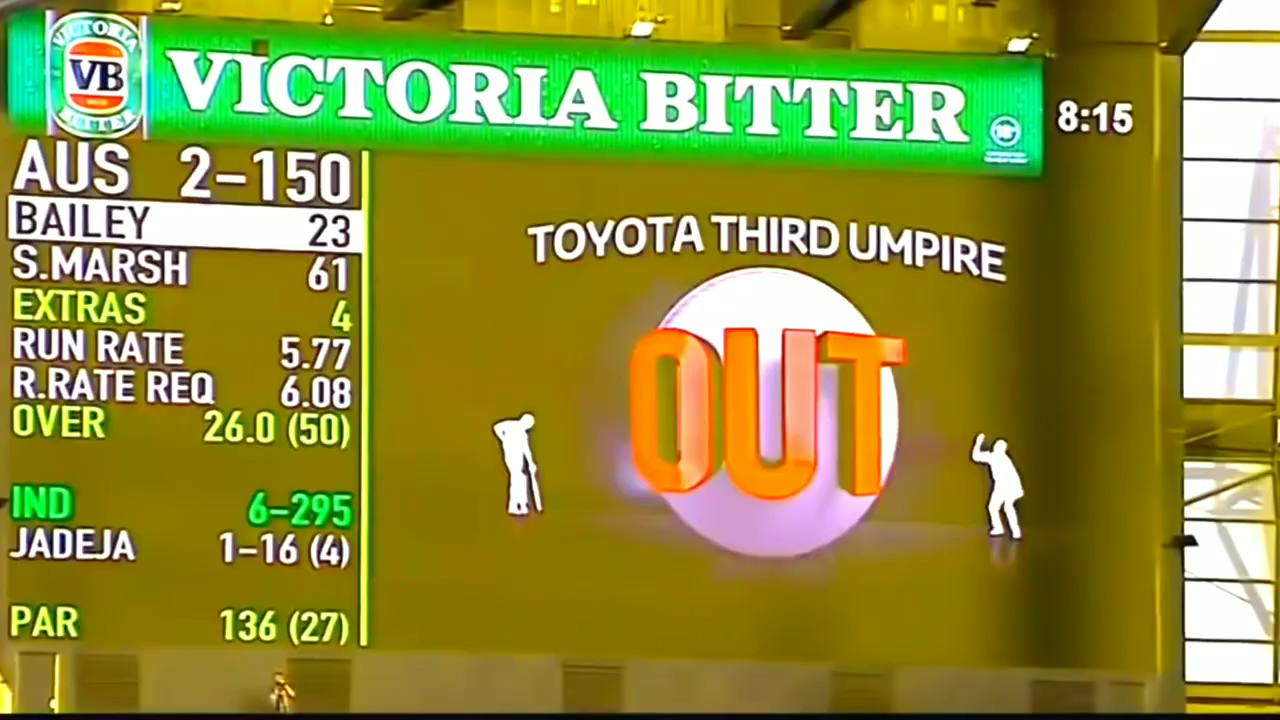 VICTORIA
VB
BITTER
VICTORIA BITTER
8:15
AUS 2-150
BAILEY 23
S.MARSH 61
EXTRAS 4
RUN RATE 5.77
R.RATE REQ 6.08
OVER 26.0 (50)
IND 6-295
JADEJA 1-16 (4)
PAR 136 (27)
TOYOTA THIRD UMPIRE
OUT